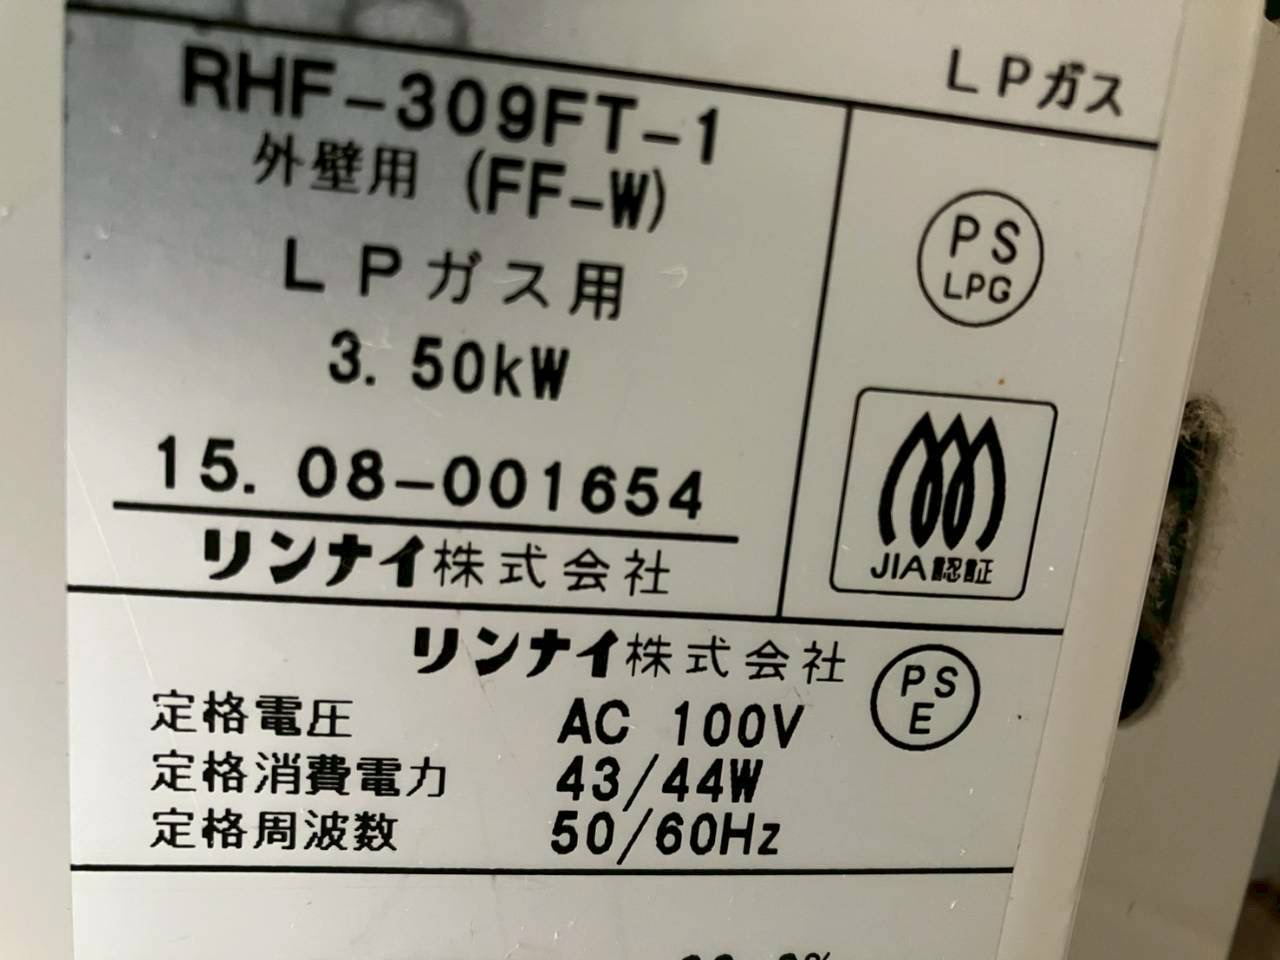 LPガス
RHF-309FT-1
外壁用 (FF-W)
LPガス用
3.50kW
15.08-001654
リンナイ株式会社
PS
LPG
JIA認証
リンナイ株式会社
PS
E
定格電圧 AC 100V
定格消費電力 43/44W
定格周波数 50/60Hz